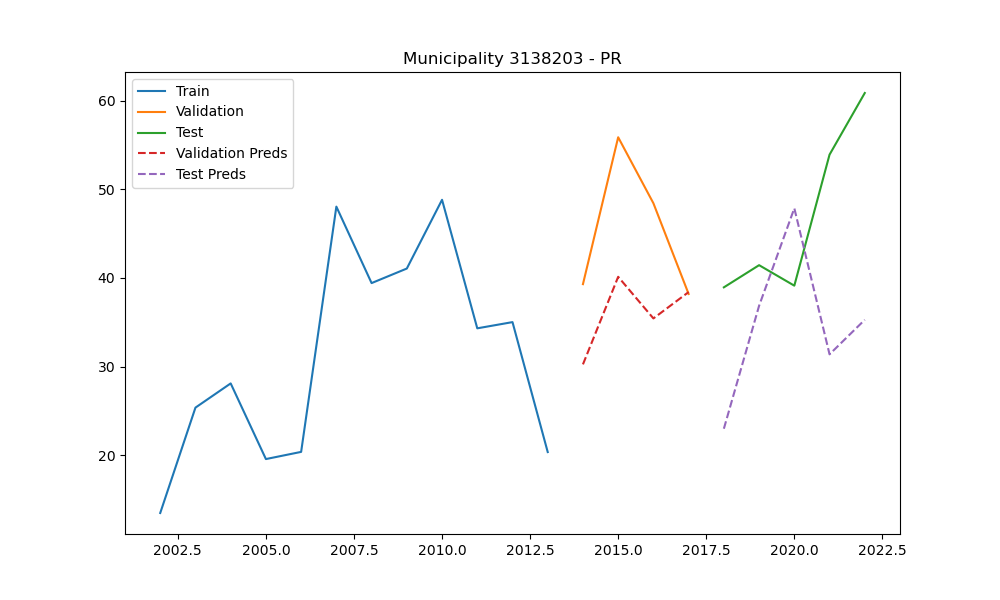 Municipality 3138203 - PR
Train
Validation
Test
Validation Preds
Test Preds
60
50
40
30
20
2002.5 2005.0 2007.5 2010.0 2012.5 2015.0 2017.5 2020.0 2022.5